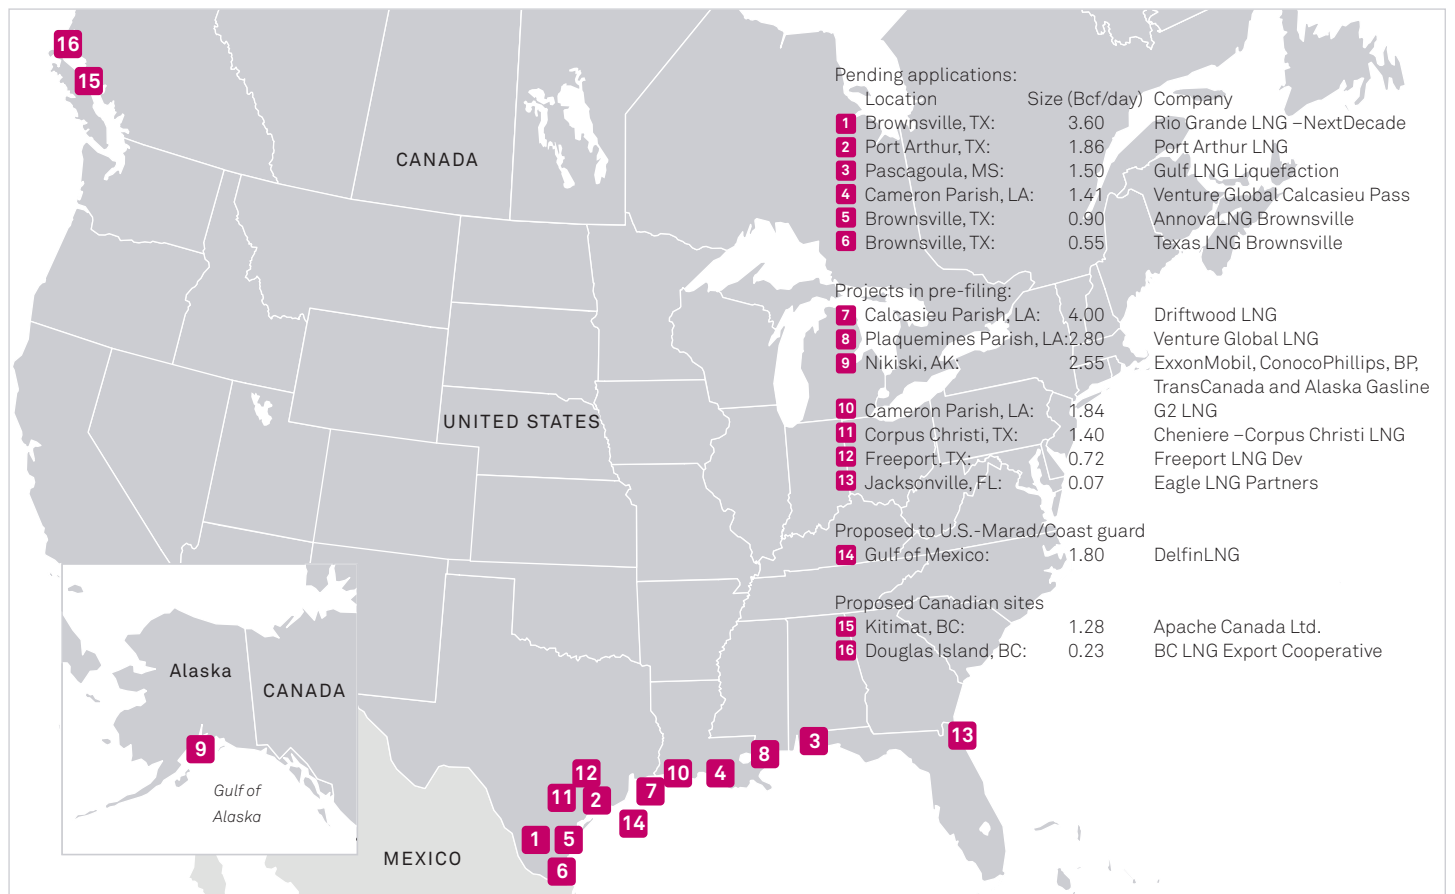 16
15
CANADA
UNITED STATES
Pending applications:
Location Size (Bcf/day) Company
1 Brownsville, TX: 3.60 Rio Grande LNG –NextDecade
2 Port Arthur, TX: 1.86 Port Arthur LNG
3 Pascagoula, MS: 1.50 Gulf LNG Liquefaction
4 Cameron Parish, LA: 1.41 Venture Global Calcasieu Pass
5 Brownsville, TX: 0.90 AnnovaLNG Brownsville
6 Brownsville, TX: 0.55 Texas LNG Brownsville
Projects in pre-filing:
7 Calcasieu Parish, LA: 4.00 Driftwood LNG
8 Plaquemines Parish, LA: 2.80 Venture Global LNG
9 Nikiski, AK: 2.55 ExxonMobil, ConocoPhillips, BP,
TransCanada and Alaska Gasline
10 Cameron Parish, LA: 1.84 G2 LNG
11 Corpus Christi, TX: 1.40 Cheniere –Corpus Christi LNG
12 Freeport, TX: 0.72 Freeport LNG Dev
13 Jacksonville, FL: 0.07 Eagle LNG Partners
Proposed to U.S.-Marad/Coast guard
14 Gulf of Mexico: 1.80 DelfinLNG
Proposed Canadian sites
15 Kitimat, BC: 1.28 Apache Canada Ltd.
16 Douglas Island, BC: 0.23 BC LNG Export Cooperative
Alaska
CANADA
9
Gulf of
Alaska
MEXICO
13
3
8
4
10
12
7
11
2
14
1
5
6